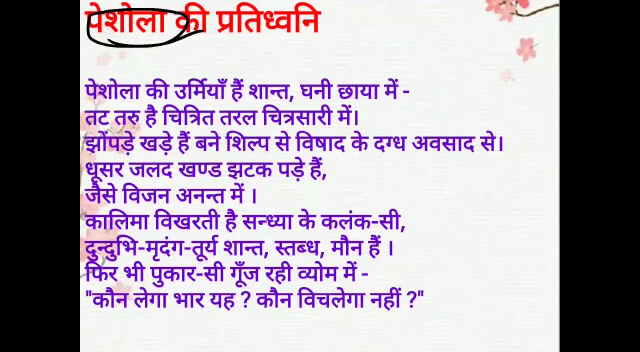 पेशोला की प्रतिध्वनि
पेशोला की उर्मियाँ हैं शान्त, घनी छाया में -
तट तरु है चित्रित तरल चित्रसारी में।
झोंपड़े खड़े हैं बने शिल्प से विषाद के दग्ध अवसाद से।
धूसर जलद खण्ड झटक पड़े हैं,
जैसे विजन अनन्त में ।
कालिमा विखरती है सन्ध्या के कलंक-सी,
दुन्दुभि-मृदंग-तूर्य शान्त, स्तब्ध, मौन हैं ।
फिर भी पुकार-सी गूँज रही व्योम में -
"कौन लेगा भार यह ? कौन विचलेगा नहीं ?"